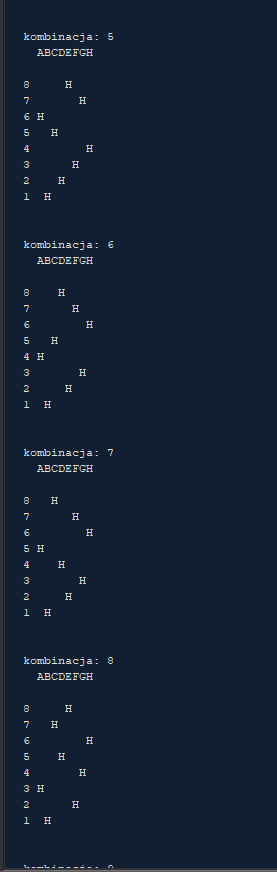 kombinacja: 5
  ABCDEFGH
8     H
7       H
6 H
5   H
4        H
3      H
2    H
1  H
kombinacja: 6
  ABCDEFGH
8    H
7      H
6        H
5   H
4 H
3       H
2     H
1  H
kombinacja: 7
  ABCDEFGH
8   H
7      H
6        H
5 H
4    H
3       H
2     H
1  H
kombinacja: 8
  ABCDEFGH
8     H
7   H
6        H
5    H
4       H
3 H
2      H
1  H